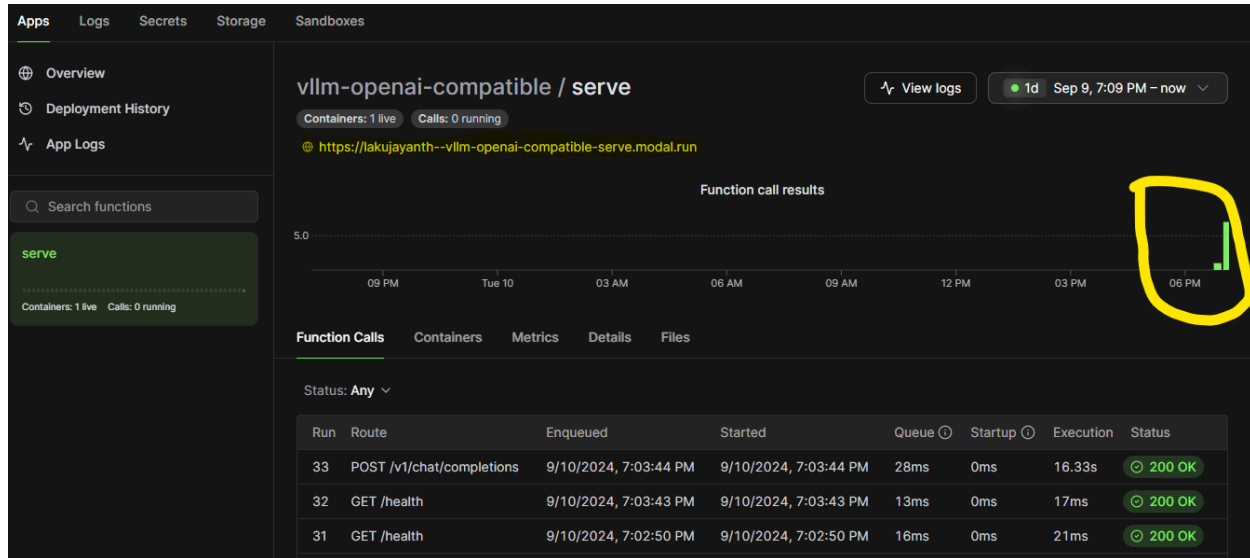 Apps Logs Secrets Storage Sandboxes
Overview
Deployment History
App Logs
Search functions
serve
Containers: 1 live Calls: 0 running
vllm-openai-compatible / serve
View logs
1d Sep 9, 7:09 PM – now
Containers: 1 live Calls: 0 running
https://lakujayanth--vllm-openai-compatible-serve.modal.run
Function call results
5.0
09 PM Tue 10 03 AM 06 AM 09 AM 12 PM 03 PM 06 PM
Function Calls Containers Metrics Details Files
Status: Any
Run Route Enqueued Started Queue Startup Execution Status
33 POST /v1/chat/completions 9/10/2024, 7:03:44 PM 9/10/2024, 7:03:44 PM 28ms 0ms 16.33s 200 OK
32 GET /health 9/10/2024, 7:03:43 PM 9/10/2024, 7:03:43 PM 13ms 0ms 17ms 200 OK
31 GET /health 9/10/2024, 7:02:50 PM 9/10/2024, 7:02:50 PM 16ms 0ms 21ms 200 OK